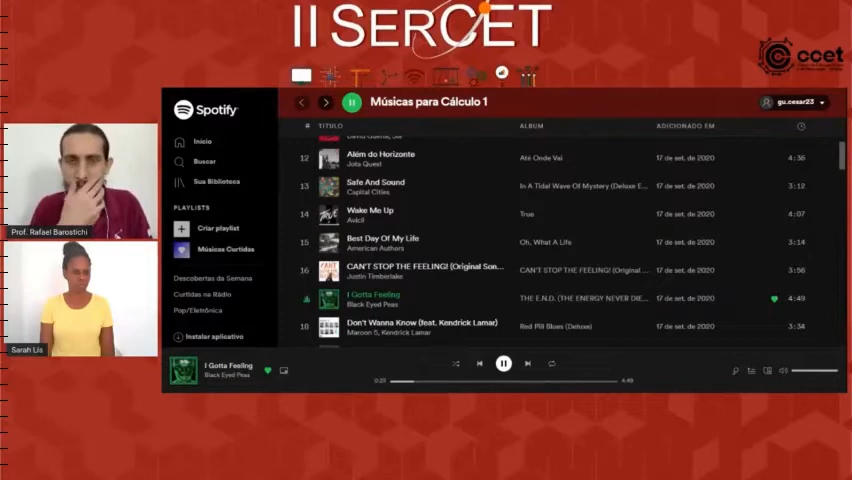 II SERCET
ccet
Spotify
Músicas para Cálculo 1
gu.cesar23
Início
Buscar
Sua Biblioteca
PLAYLISTS
Criar playlist
Músicas Curtidas
Descobertas da Semana
Curtidas na Rádio
Pop/Eletrônica
Instalar aplicativo
# TÍTULO ÁLBUM ADICIONADO EM
12 Além do Horizonte Até Onde Vai 17 de set. de 2020 4:36
Jota Quest
13 Safe And Sound In A Tidal Wave Of Mystery (Deluxe E... 17 de set. de 2020 3:12
Capital Cities
14 Wake Me Up True 17 de set. de 2020 4:07
Avicii
15 Best Day Of My Life Oh, What A Life 17 de set. de 2020 3:14
American Authors
16 CAN'T STOP THE FEELING! (Original Son... CAN'T STOP THE FEELING! (Original ... 17 de set. de 2020 3:56
Justin Timberlake
I Gotta Feeling THE E.N.D. (THE ENERGY NEVER DIE... 17 de set. de 2020 4:49
Black Eyed Peas
18 Don't Wanna Know (feat. Kendrick Lamar) Red Pill Blues (Deluxe) 17 de set. de 2020 3:34
Maroon 5, Kendrick Lamar
I Gotta Feeling
Black Eyed Peas
0:23 4:49
Prof. Rafael Barostichi
Sarah Lis